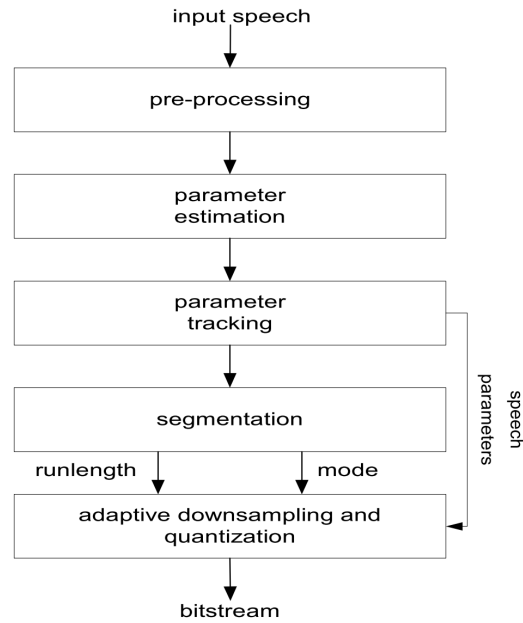 input speech
pre-processing
parameter
estimation
parameter
tracking
speech
parameters
segmentation
runlength
mode
adaptive downsampling and
quantization
bitstream